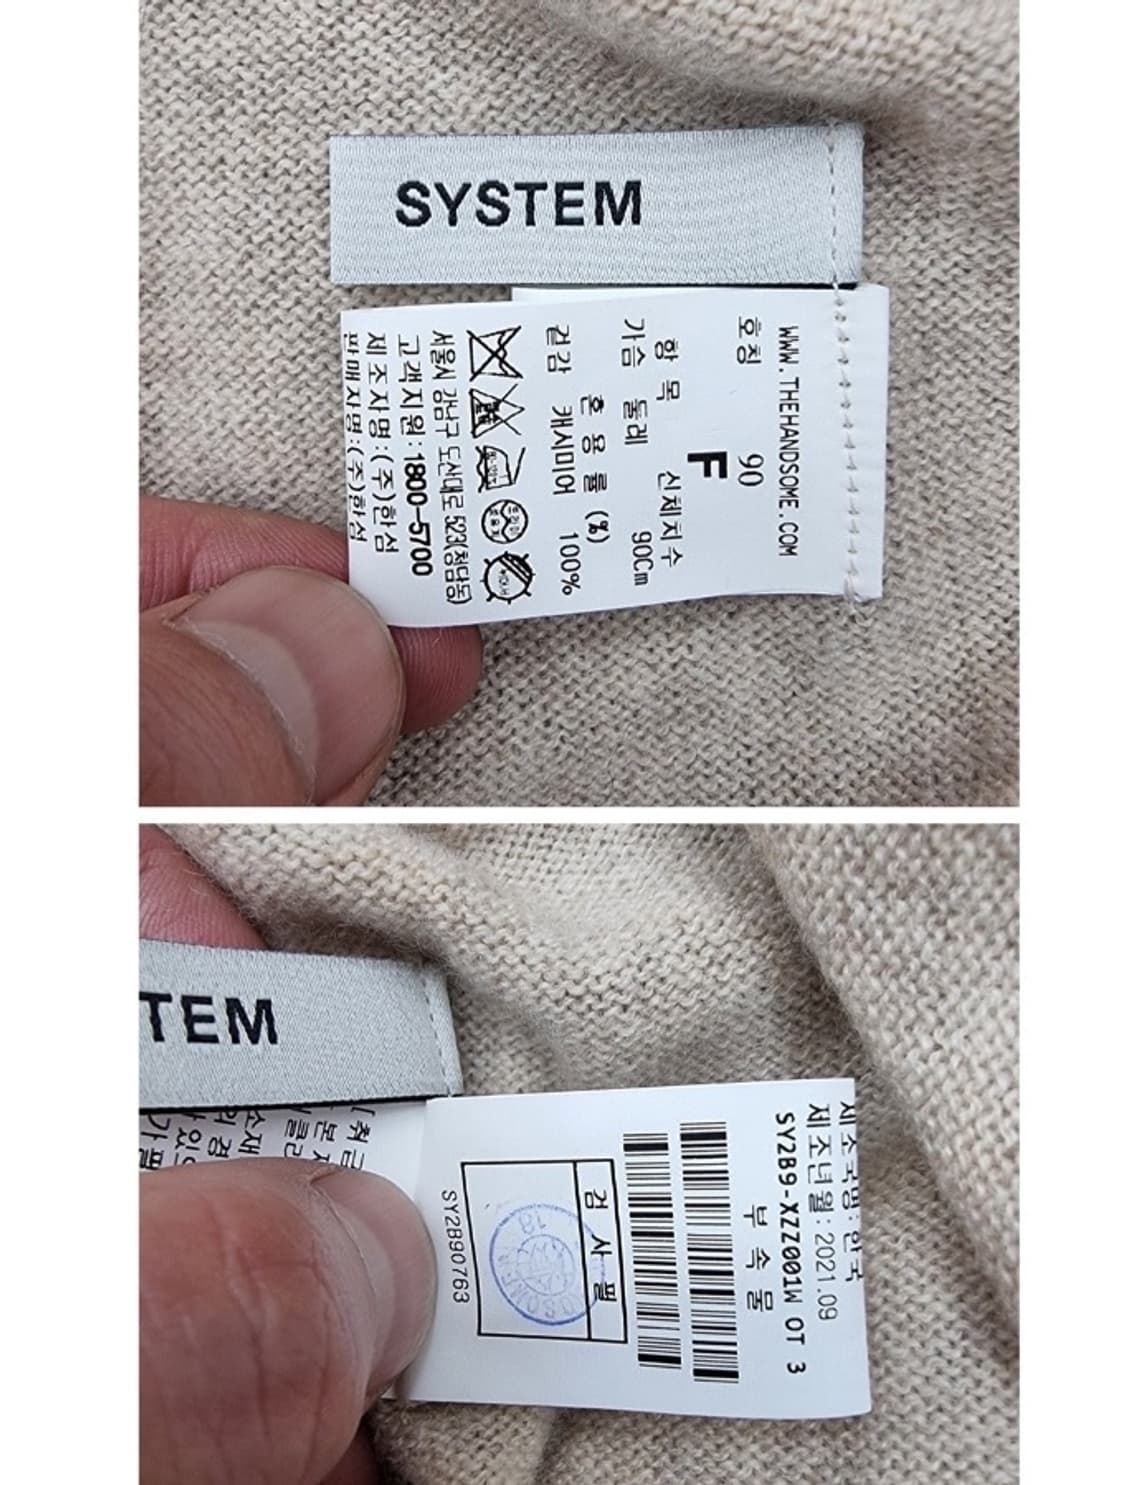 SYSTEM
WWW.THEHANDSOME.COM
호칭 90
F
항 목 신체치수
가슴 둘레 90Cm
혼 용 률 (%)
겉감 캐시미어 100%
서울시 강남구 도산대로 523(청담동)
고객지원:1800-5700
제조자명:(주)한섬
판매자명:(주)한섬
TEM
제조국명:한국
제조년월:2021.09
SY2B9-XZZ001W OT 3
부 속 물
검 사 필
SY2B90763